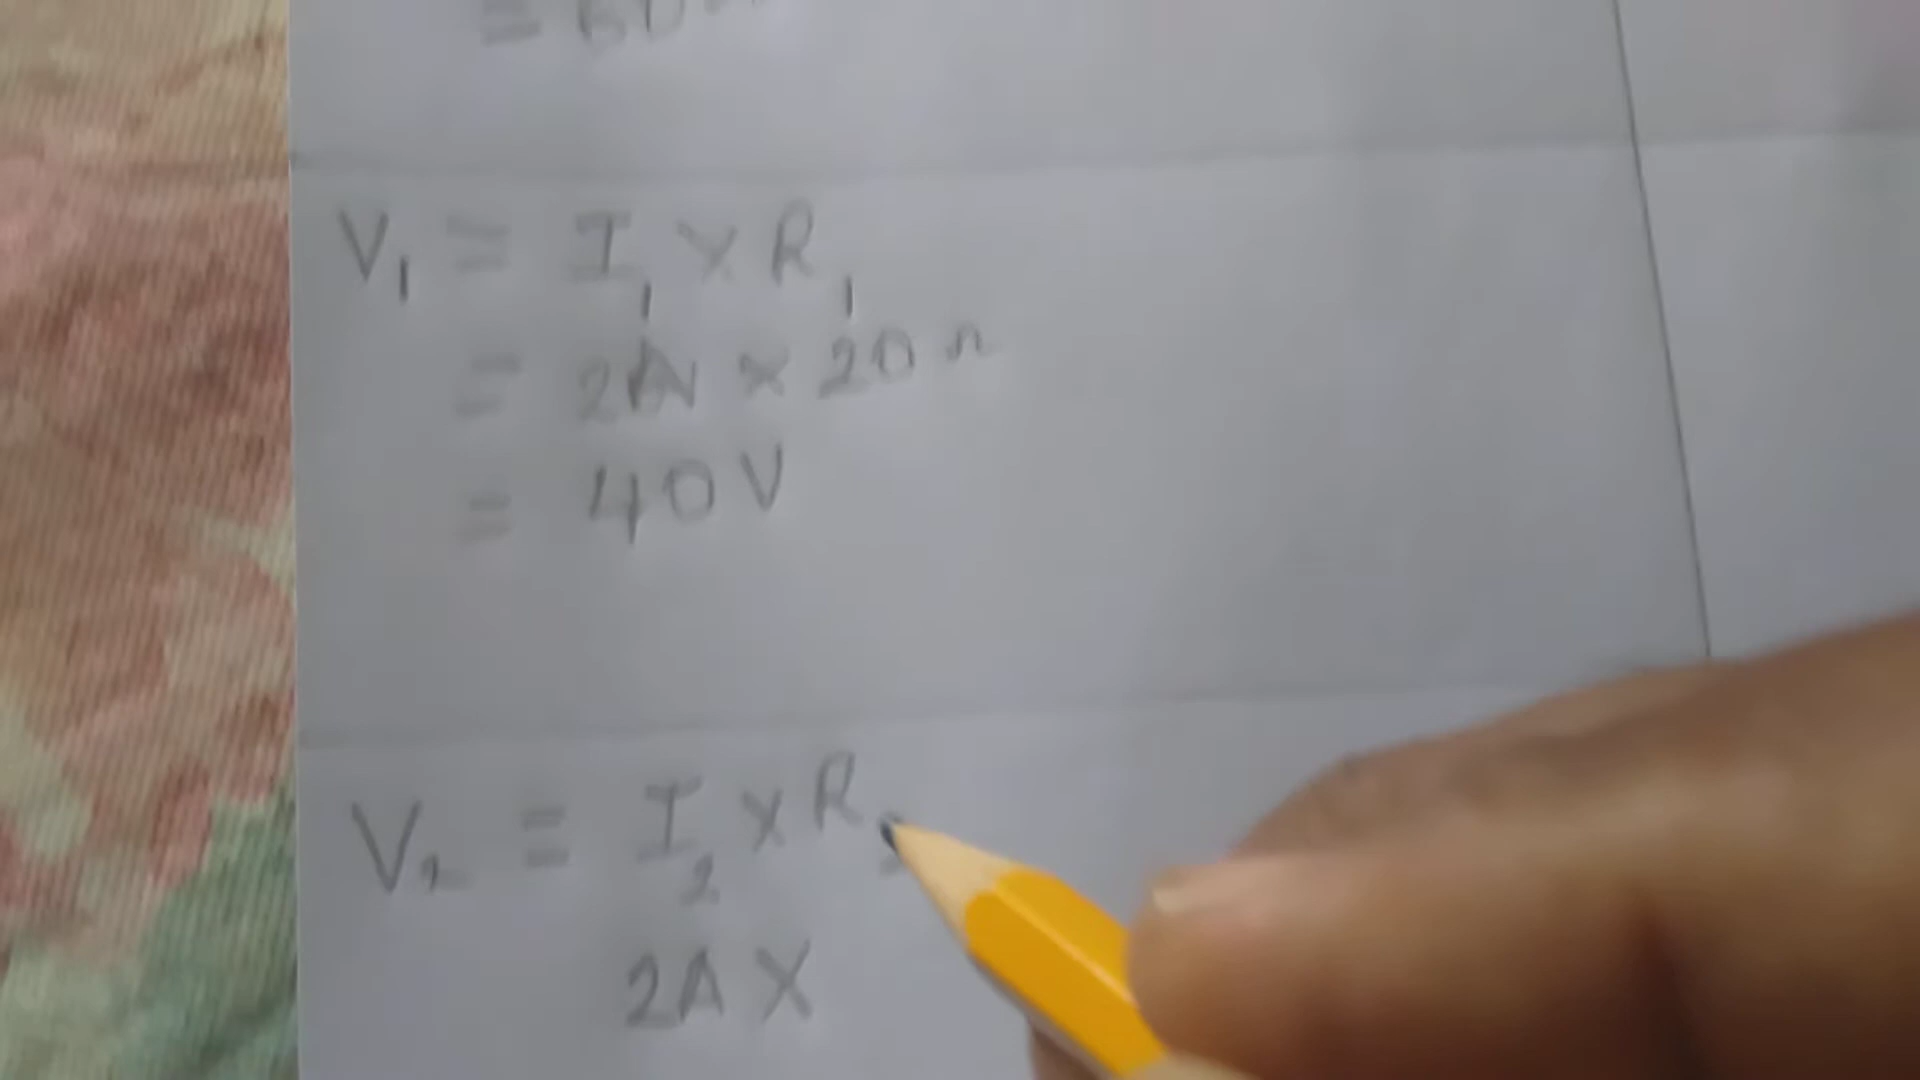 V₁ = I₁ × R₁
= 2A × 20Ω
= 40V
V₂ = I₂ × R₂
2A ×